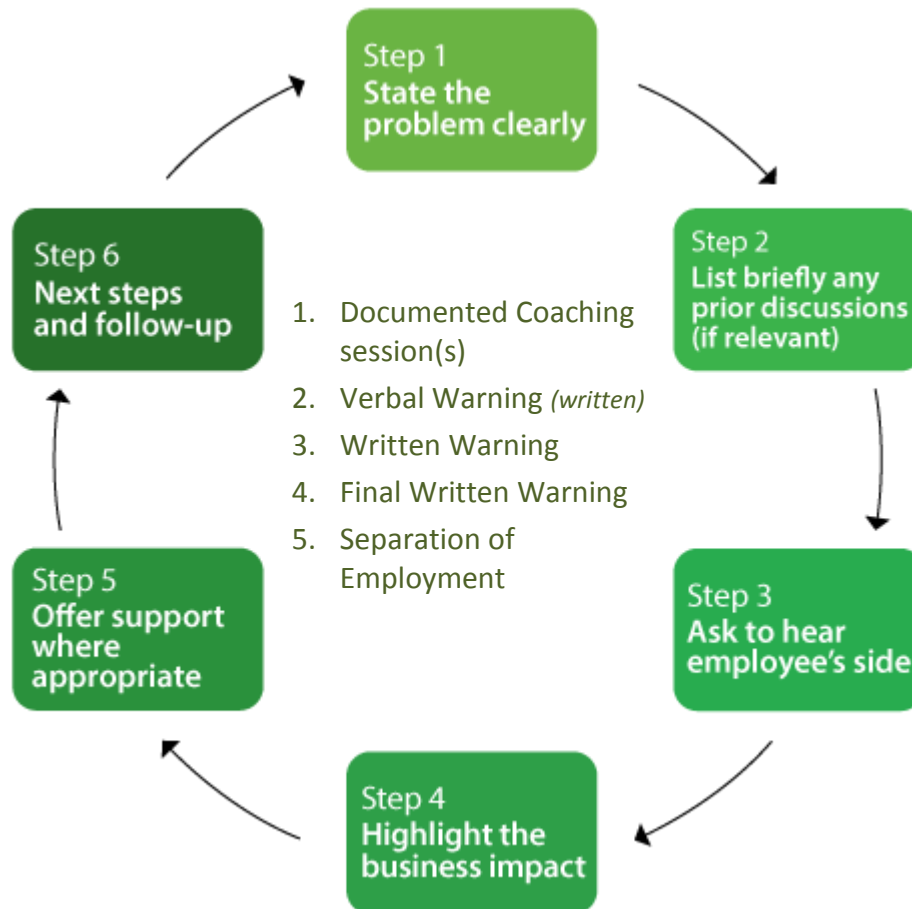 Step 1
State the
problem clearly
Step 2
List briefly any
prior discussions
(if relevant)
Step 3
Ask to hear
employee's side
Step 4
Highlight the
business impact
Step 5
Offer support
where
appropriate
Step 6
Next steps
and follow-up
1. Documented Coaching
session(s)
2. Verbal Warning (written)
3. Written Warning
4. Final Written Warning
5. Separation of
Employment